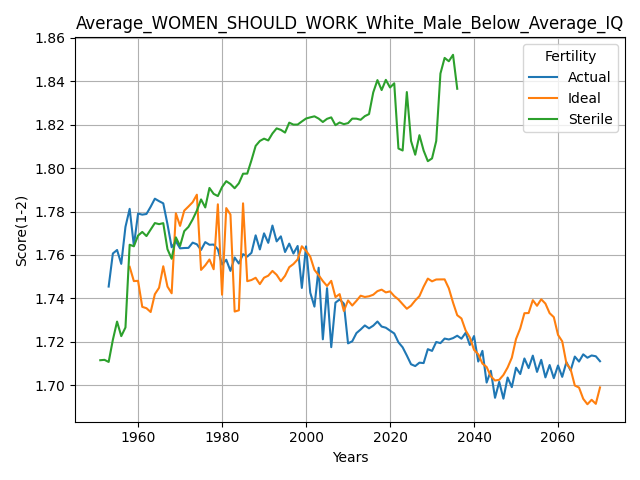 Average_WOMEN_SHOULD_WORK_White_Male_Below_Average_IQ
1.86
1.84
1.82
1.80
1.78
1.76
1.74
1.72
1.70
Score(1-2)
Fertility
Actual
Ideal
Sterile
1960
1980
2000
2020
2040
2060
Years